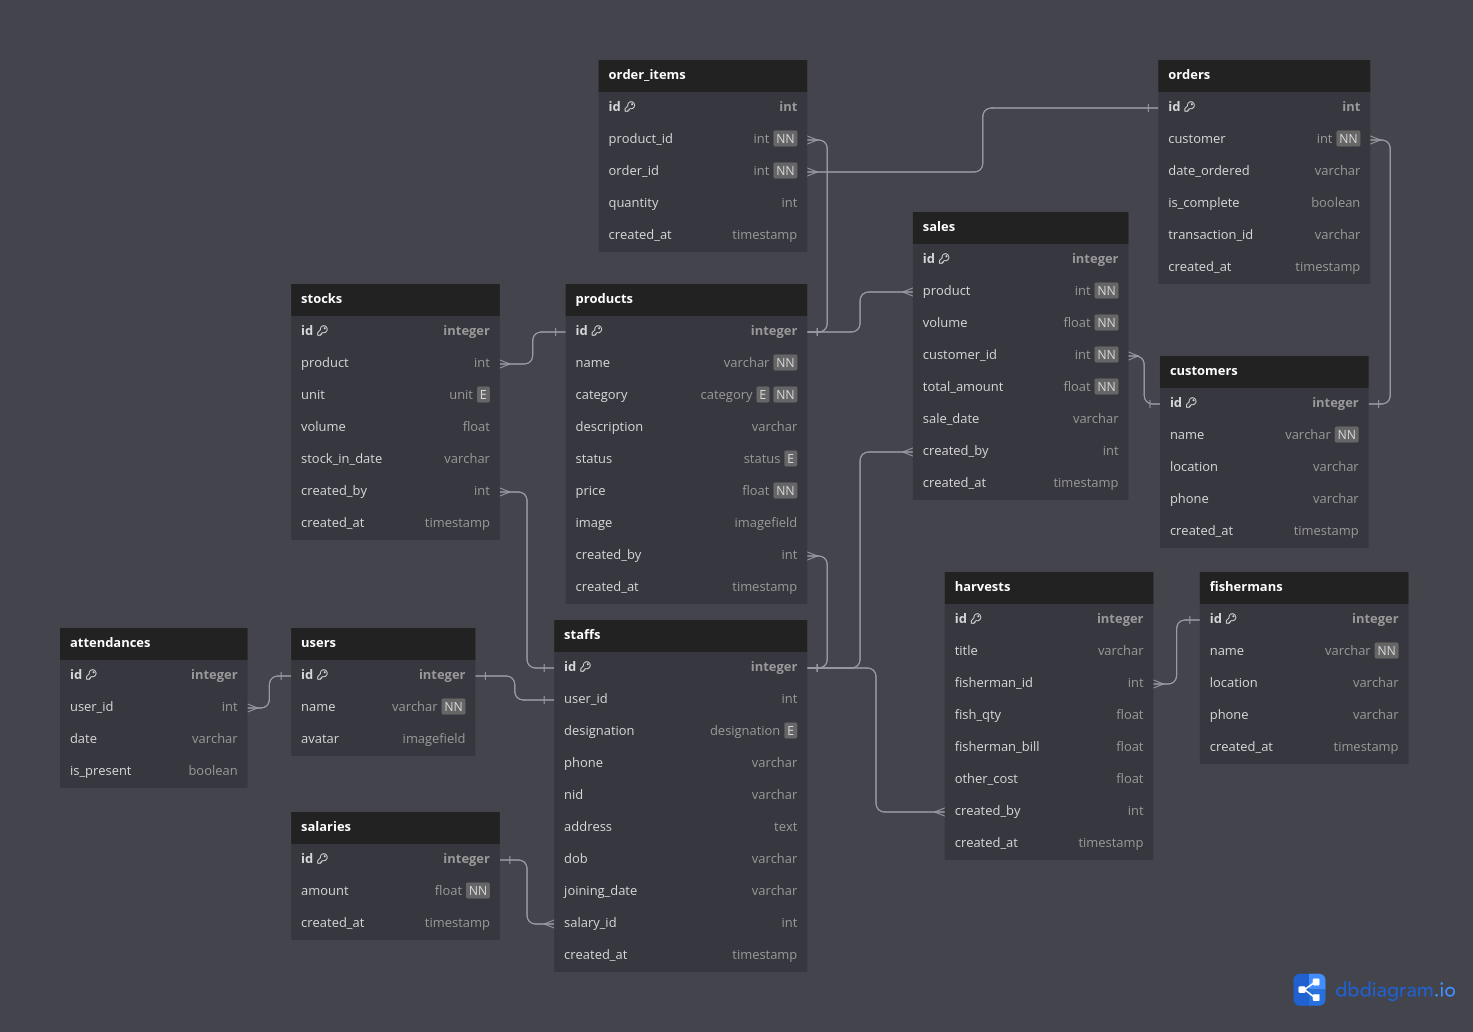 order_items
id int
product_id int NN
order_id int NN
quantity int
created_at timestamp
orders
id int
customer int NN
date_ordered varchar
is_complete boolean
transaction_id varchar
created_at timestamp
sales
id integer
product int NN
volume float NN
customer_id int NN
total_amount float NN
sale_date varchar
created_by int
created_at timestamp
stocks
id integer
product int
unit unit E
volume float
stock_in_date varchar
created_by int
created_at timestamp
products
id integer
name varchar NN
category category E NN
description varchar
status status E
price float NN
image imagefield
created_by int
created_at timestamp
customers
id integer
name varchar NN
location varchar
phone varchar
created_at timestamp
harvests
id integer
title varchar
fisherman_id int
fish_qty float
fisherman_bill float
other_cost float
created_by int
created_at timestamp
fishermans
id integer
name varchar NN
location varchar
phone varchar
created_at timestamp
attendances
id integer
user_id int
date varchar
is_present boolean
users
id integer
name varchar NN
avatar imagefield
staffs
id integer
user_id int
designation designation E
phone varchar
nid varchar
address text
dob varchar
joining_date varchar
salary_id int
created_at timestamp
salaries
id integer
amount float NN
created_at timestamp
dbdiagram.io